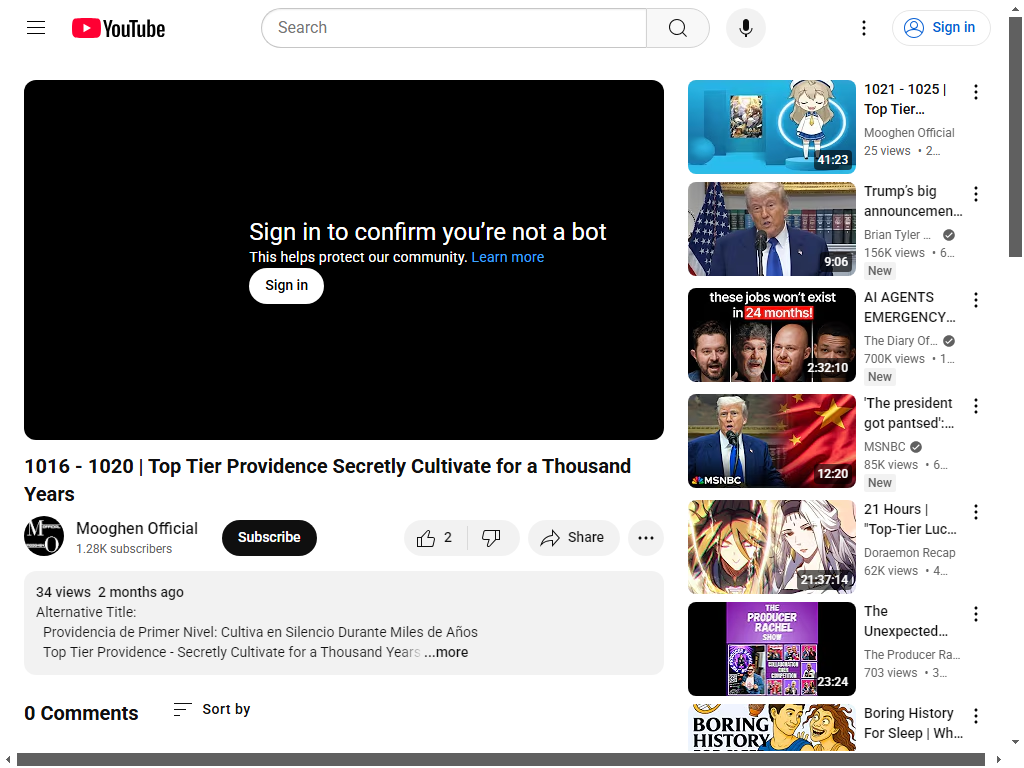 YouTube
Search
Sign in
Sign in to confirm you’re not a bot
This helps protect our community. Learn more
Sign in
1016 - 1020 | Top Tier Providence Secretly Cultivate for a Thousand
Years
Mooghen Official
1.28K subscribers
Subscribe
2
Share
34 views 2 months ago
Alternative Title:
Providencia de Primer Nivel: Cultiva en Silencio Durante Miles de Años
Top Tier Providence - Secretly Cultivate for a Thousand Years ...more
0 Comments
Sort by
41:23
1021 - 1025 |
Top Tier…
Mooghen Official
25 views • 2…
9:06
Trump’s big
announcemen…
Brian Tyler …
156K views • 6…
New
these jobs won’t exist
in 24 months!
2:32:10
AI AGENTS
EMERGENCY…
The Diary Of…
700K views • 1…
New
MSNBC
12:20
'The president
got pantsed':…
MSNBC
85K views • 6…
New
21:37:14
21 Hours |
"Top-Tier Luc…
Doraemon Recap
62K views • 4…
THE
PRODUCER
RACHEL
SHOW
23:24
The
Unexpected…
The Producer Ra…
703 views • 3…
BORING
HISTORY
Boring History
For Sleep | Wh…